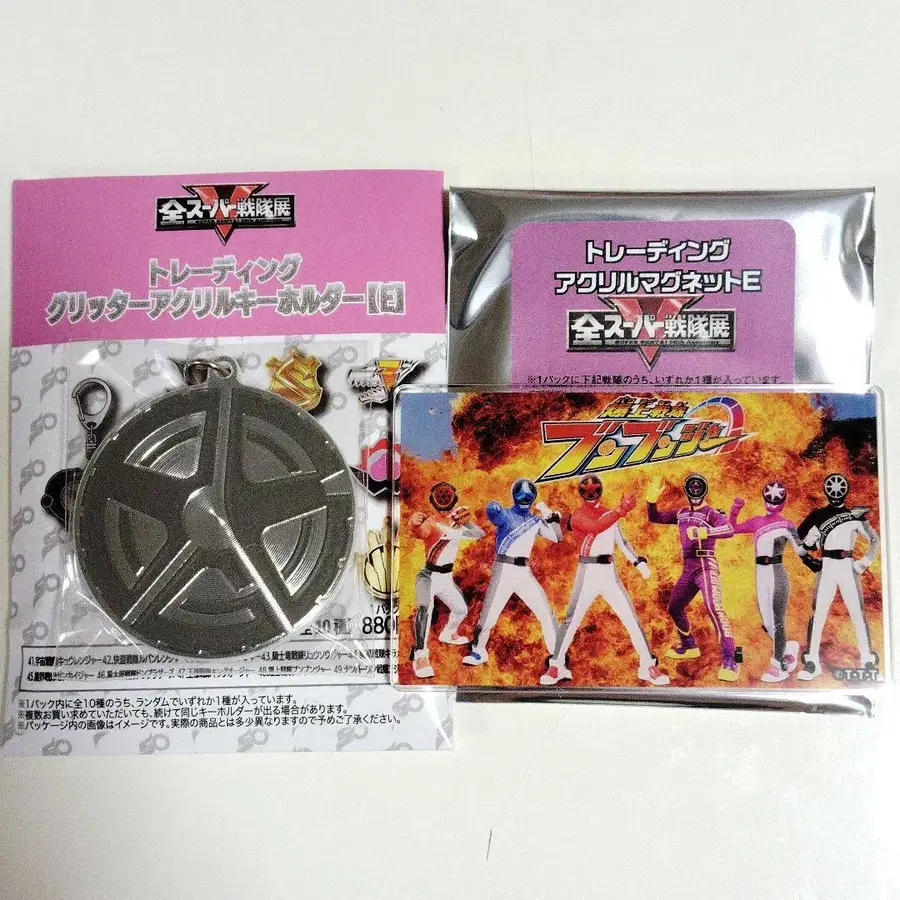 全スーパー戦隊展
トレーディング
グリッターアクリルキーホルダー【E】
全10種
880
※1パック内に全10種のうち、ランダムでいずれか1種が入っています。
※複数お買い求めていただいても、続けて同じキーホルダーが出る場合があります。
※パッケージ内の画像はイメージです。実際の商品とは多少異なりますので予めご了承ください。
トレーディング
アクリルマグネットE
全スーパー戦隊展
※1パックに下記戦隊のうち、いずれか1種が入っています。
爆上戦隊
ブンブンジャー
©T・T・T